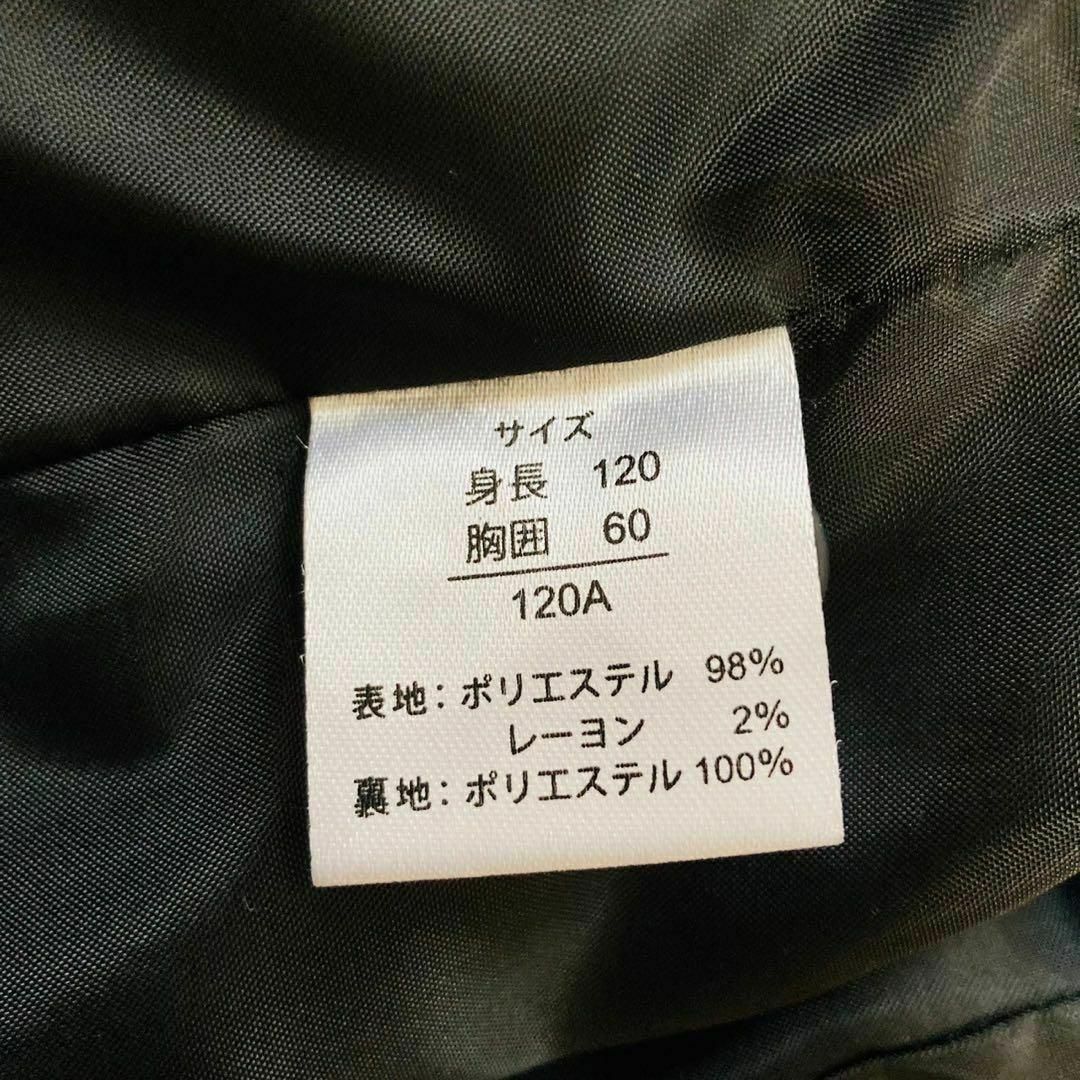 サイズ
身長 120
胸囲 60
120A
表地：ポリエステル 98%
レーヨン 2%
裏地：ポリエステル 100%